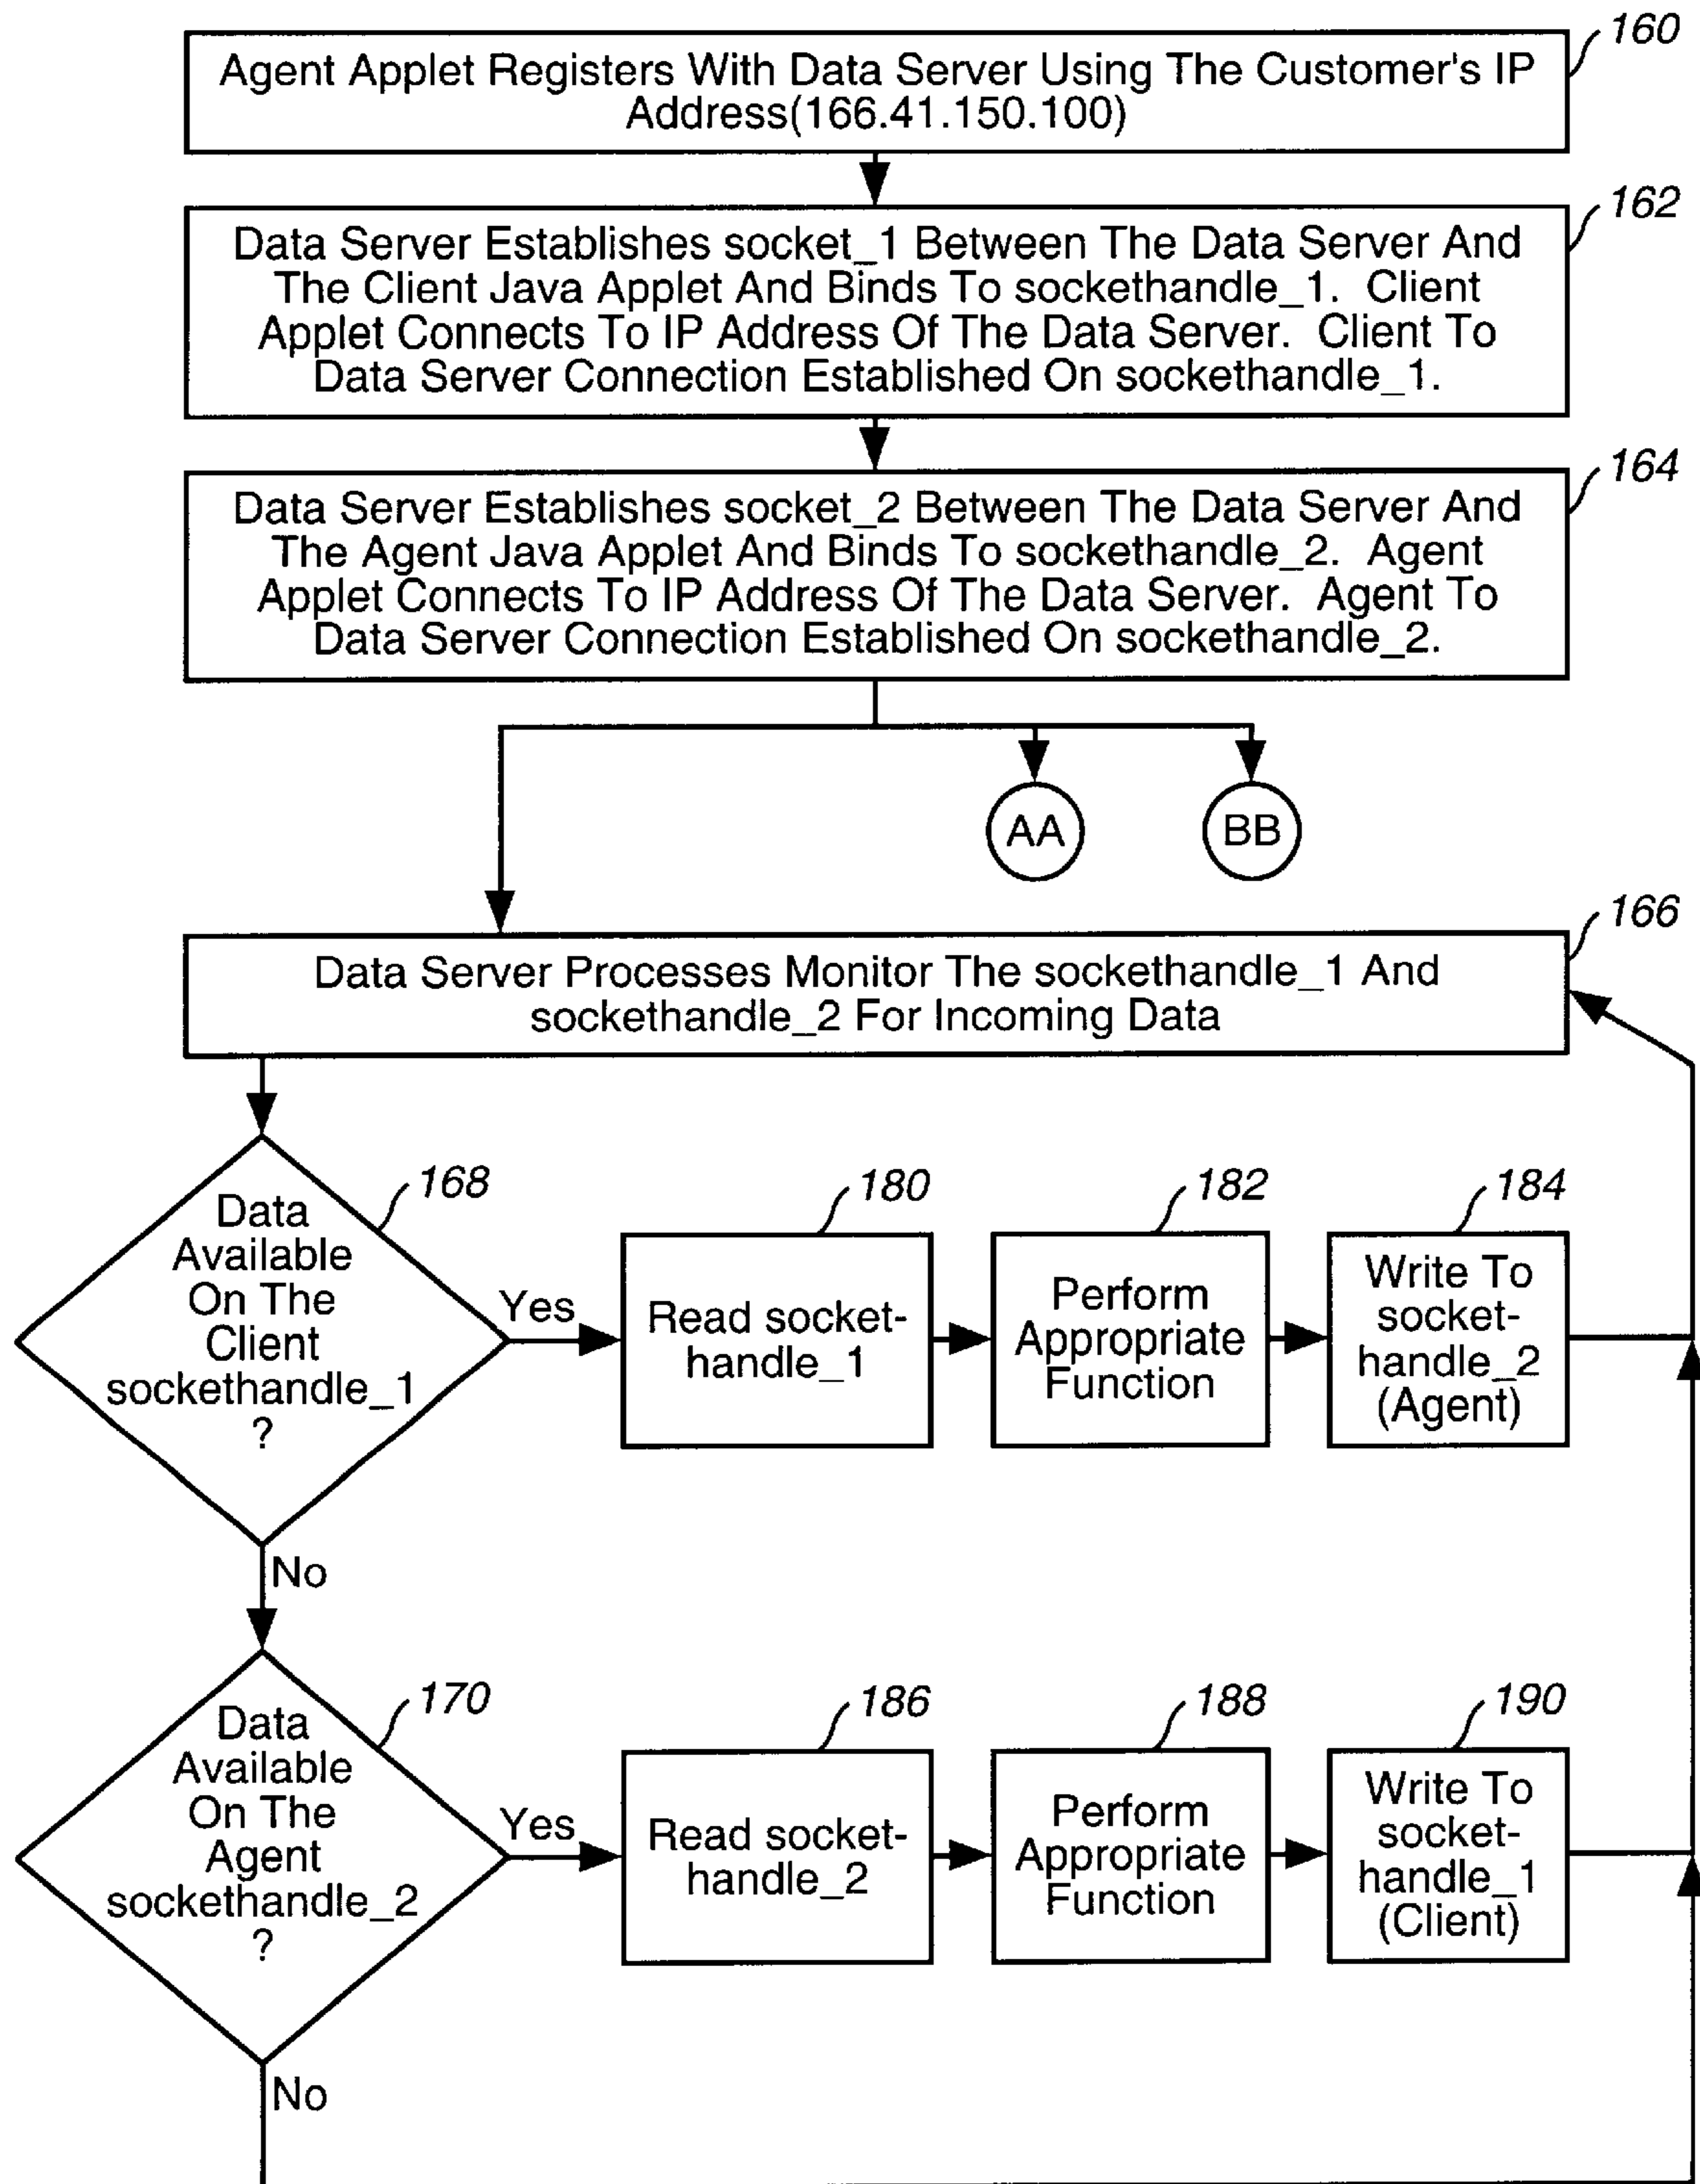 160
Agent Applet Registers With Data Server Using The Customer's IP
Address(166.41.150.100)
162
Data Server Establishes socket_1 Between The Data Server And
The Client Java Applet And Binds To sockethandle_1. Client
Applet Connects To IP Address Of The Data Server. Client To
Data Server Connection Established On sockethandle_1.
164
Data Server Establishes socket_2 Between The Data Server And
The Agent Java Applet And Binds To sockethandle_2. Agent
Applet Connects To IP Address Of The Data Server. Agent To
Data Server Connection Established On sockethandle_2.
AA
BB
166
Data Server Processes Monitor The sockethandle_1 And
sockethandle_2 For Incoming Data
168
Data
Available
On The
Client
sockethandle_1
?
Yes
180
Read socket-
handle_1
182
Perform
Appropriate
Function
184
Write To
socket-
handle_2
(Agent)
No
170
Data
Available
On The
Agent
sockethandle_2
?
Yes
186
Read socket-
handle_2
188
Perform
Appropriate
Function
190
Write To
socket-
handle_1
(Client)
No